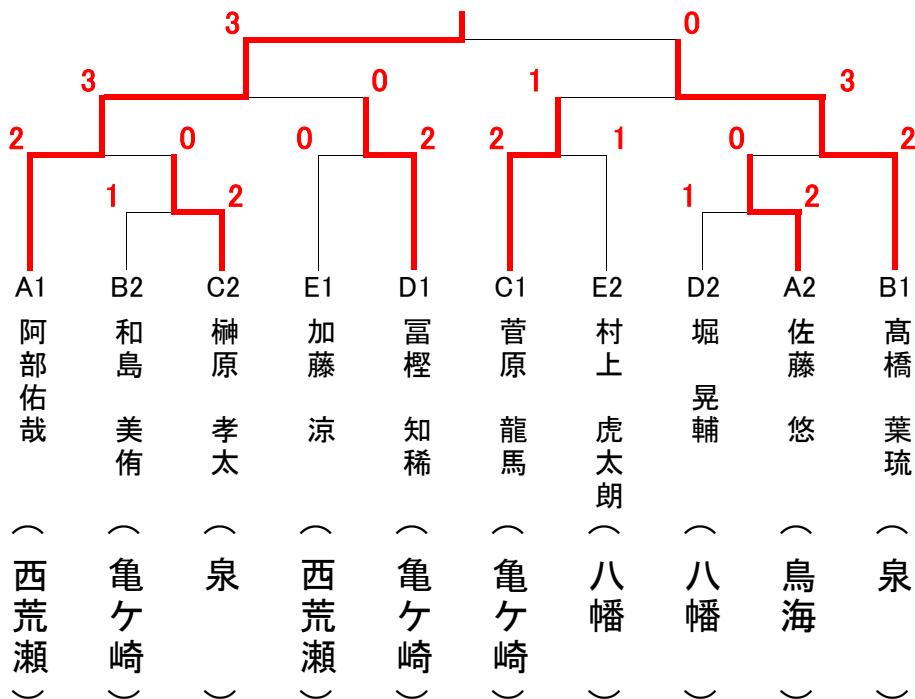 3 0
3 0 1 3
2 0 0 2 2 1 0 2
1 2 1 2
A1 B2 C2 E1 D1 C1 E2 D2 A2 B1
阿部佑哉
和島 美侑
榊原 孝太
加藤 涼
冨樫 知稀
菅原 龍馬
村上 虎太朗
堀 晃輔
佐藤 悠
髙橋 葉琉
（西荒瀬）
（亀ケ崎）
（泉）
（西荒瀬）
（亀ケ崎）
（亀ケ崎）
（八幡）
（八幡）
（鳥海）
（泉）